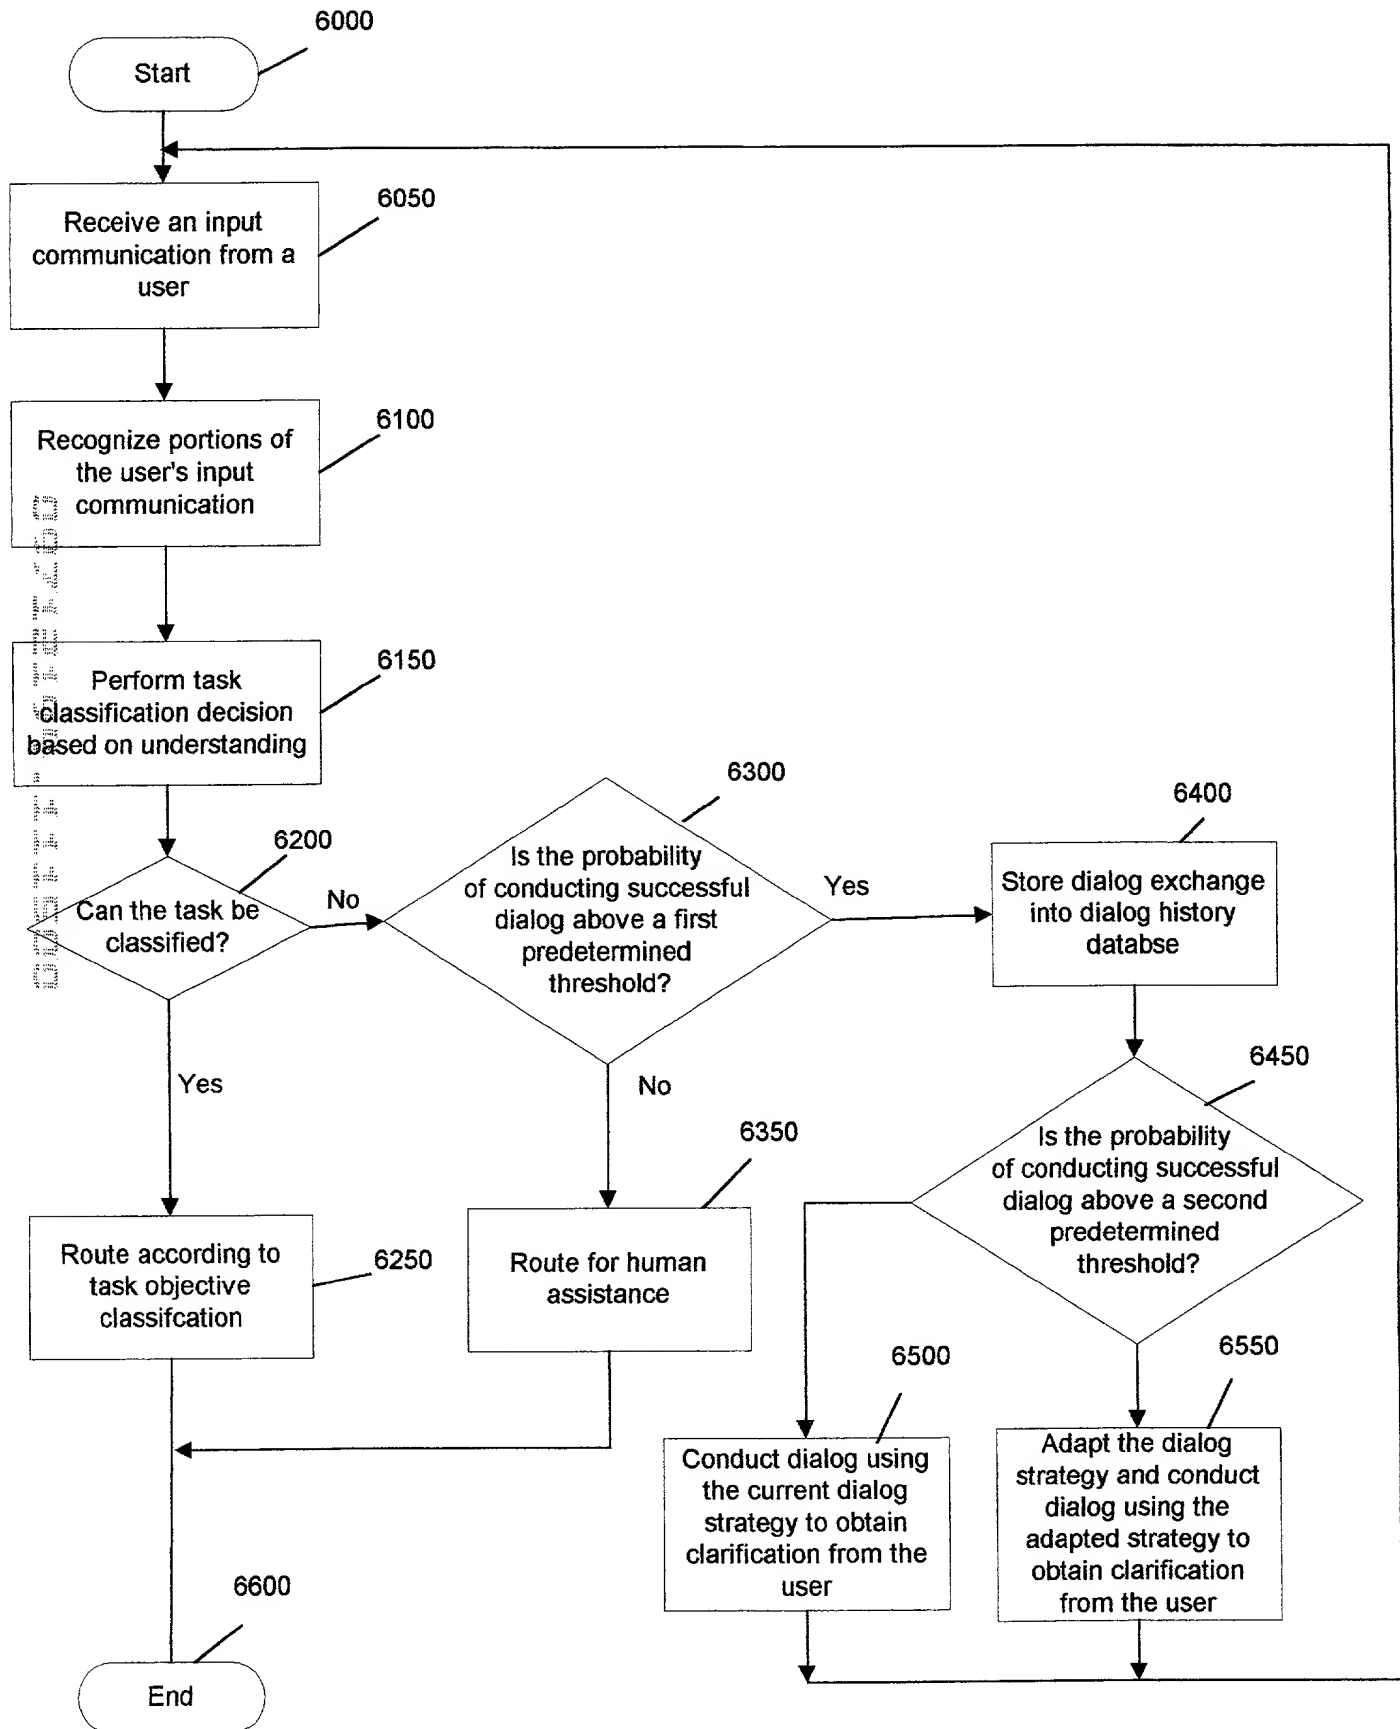 6000
Start
6050
Receive an input
communication from a
user
6100
Recognize portions of
the user's input
communication
6150
Perform task
classification decision
based on understanding
6200
Can the task be
classified?
No
Yes
6300
Is the probability
of conducting successful
dialog above a first
predetermined
threshold?
Yes
No
6400
Store dialog exchange
into dialog history
databse
6450
Is the probability
of conducting successful
dialog above a second
predetermined
threshold?
6250
Route according to
task objective
classifcation
6350
Route for human
assistance
6500
Conduct dialog using
the current dialog
strategy to obtain
clarification from the
user
6550
Adapt the dialog
strategy and conduct
dialog using the
adapted strategy to
obtain clarification
from the user
6600
End